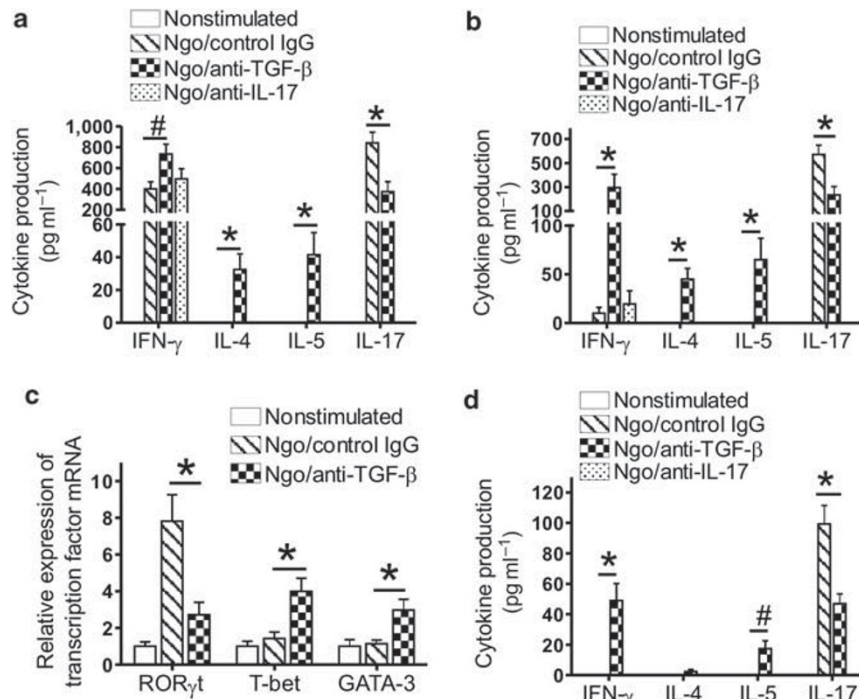 a
Nonstimulated
Ngo/control IgG
Ngo/anti-TGF-β
Ngo/anti-IL-17
Cytokine production
(pg ml⁻¹)
1,000
800
600
400
200
60
40
20
0
#
*
*
*
IFN-γ IL-4 IL-5 IL-17
b
Nonstimulated
Ngo/control IgG
Ngo/anti-TGF-β
Ngo/anti-IL-17
Cytokine production
(pg ml⁻¹)
700
500
300
100
100
50
0
*
*
*
*
IFN-γ IL-4 IL-5 IL-17
c
Nonstimulated
Ngo/control IgG
Ngo/anti-TGF-β
Relative expression of
transcription factor mRNA
10
8
6
4
2
0
*
*
*
RORγt T-bet GATA-3
d
Nonstimulated
Ngo/control IgG
Ngo/anti-TGF-β
Ngo/anti-IL-17
Cytokine production
(pg ml⁻¹)
120
100
80
60
40
20
0
*
#
*
IFN-γ IL-4 IL-5 IL-17